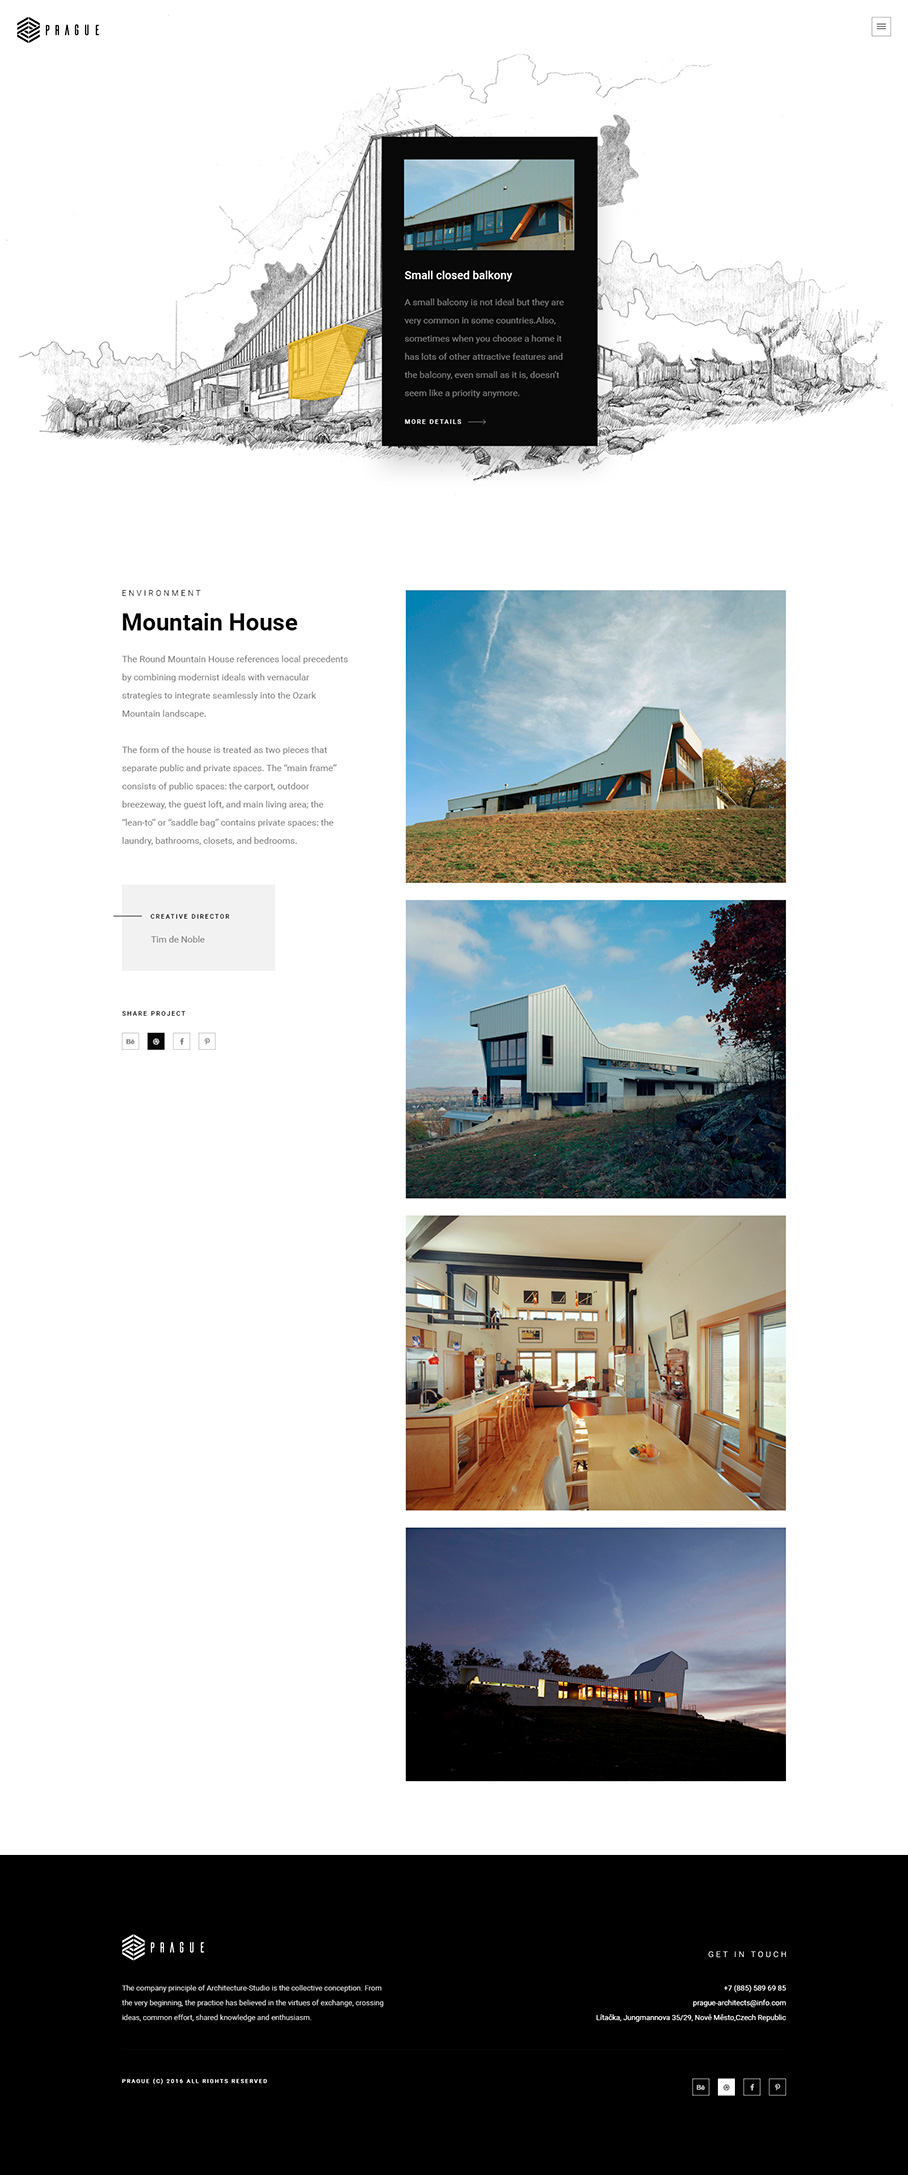 PRAGUE
Small closed balkony
A small balcony is not ideal but they are
very common in some countries.Also,
sometimes when you choose a home it
has lots of other attractive features and
the balcony, even small as it is, doesn't
seem like a priority anymore.
MORE DETAILS
ENVIRONMENT
Mountain House
The Round Mountain House references local precedents
by combining modernist ideals with vernacular
strategies to integrate seamlessly into the Ozark
Mountain landscape.
The form of the house is treated as two pieces that
separate public and private spaces. The “main frame”
consists of public spaces: the carport, outdoor
breezeway, the guest loft, and main living area; the
“lean-to” or “saddle bag” contains private spaces: the
laundry, bathrooms, closets, and bedrooms.
CREATIVE DIRECTOR
Tim de Noble
SHARE PROJECT
Bē
PRAGUE
The company principle of Architecture-Studio is the collective conception. From
the very beginning, the practice has believed in the virtues of exchange, crossing
ideas, common effort, shared knowledge and enthusiasm.
GET IN TOUCH
+7 (885) 589 69 85
prague-architects@info.com
Lítačka, Jungmannova 35/29, Nové Město,Czech Republic
PRAGUE (C) 2016 ALL RIGHTS RESERVED
Bē